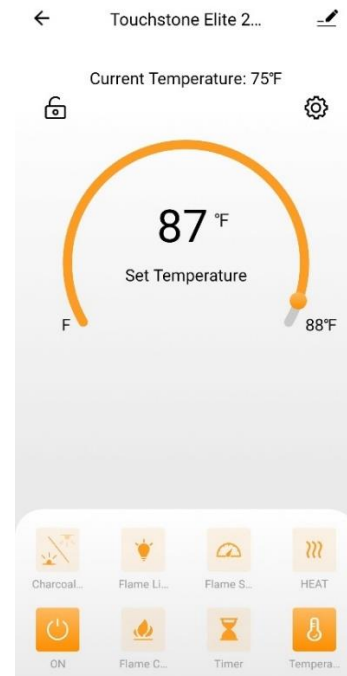 Touchstone Elite 2...
Current Temperature: 75°F
87 °F
Set Temperature
F 88°F
Charcoal... Flame Li... Flame S... HEAT
ON Flame C... Timer Tempera...